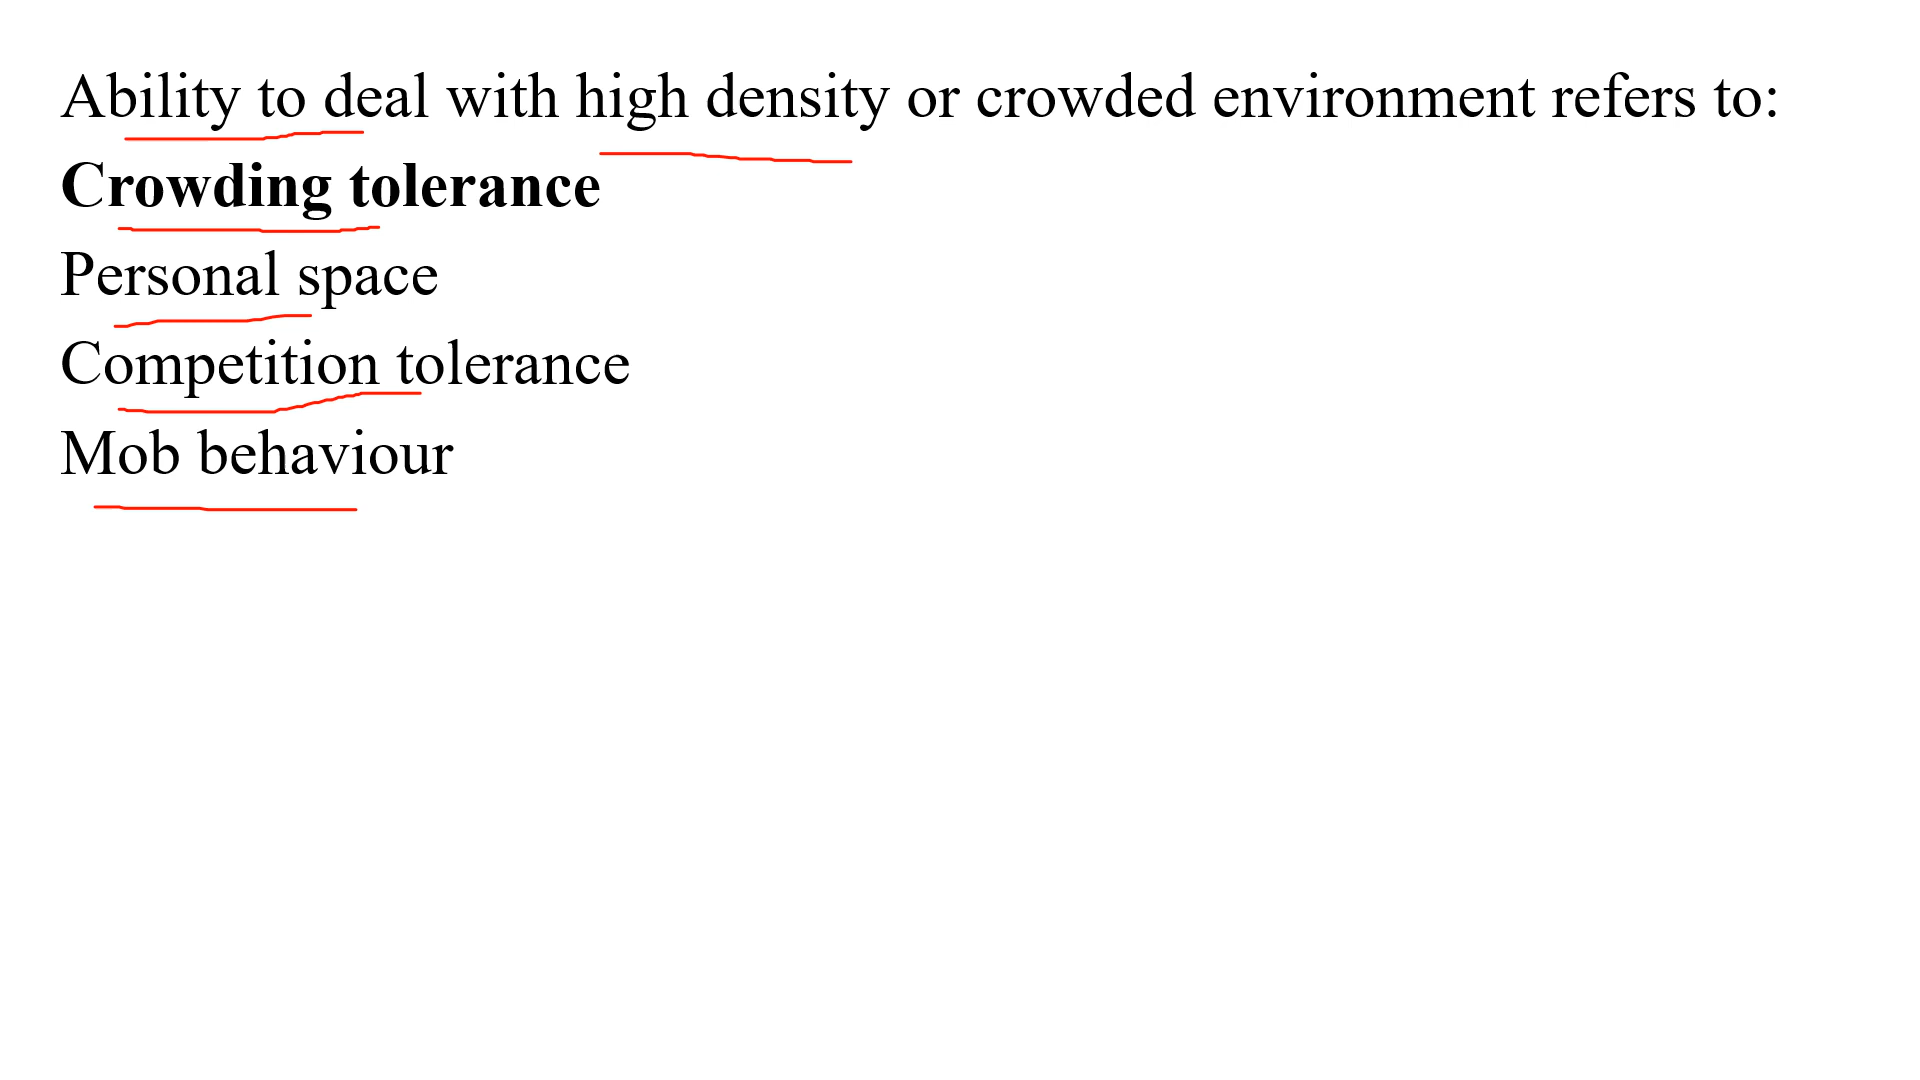 Ability to deal with high density or crowded environment refers to:
Crowding tolerance
Personal space
Competition tolerance
Mob behaviour